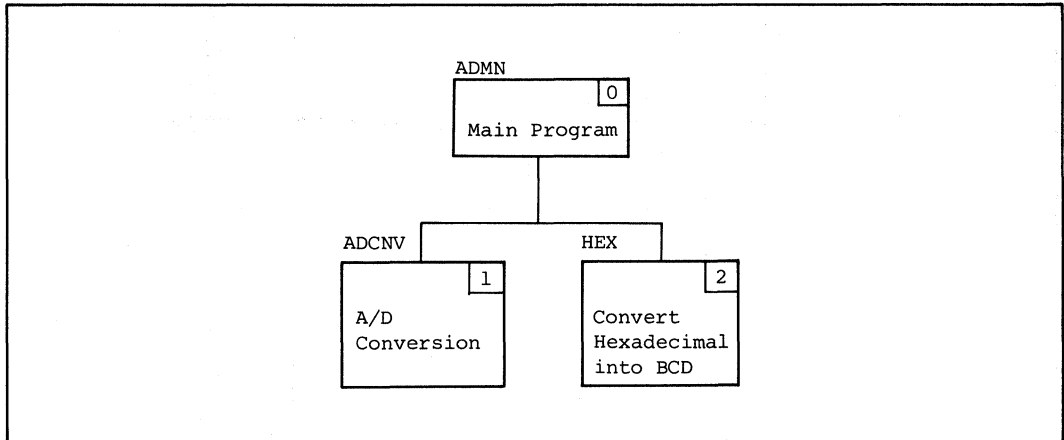 ADMN
0
Main Program
ADCNV
1
A/D
Conversion
HEX
2
Convert
Hexadecimal
into BCD